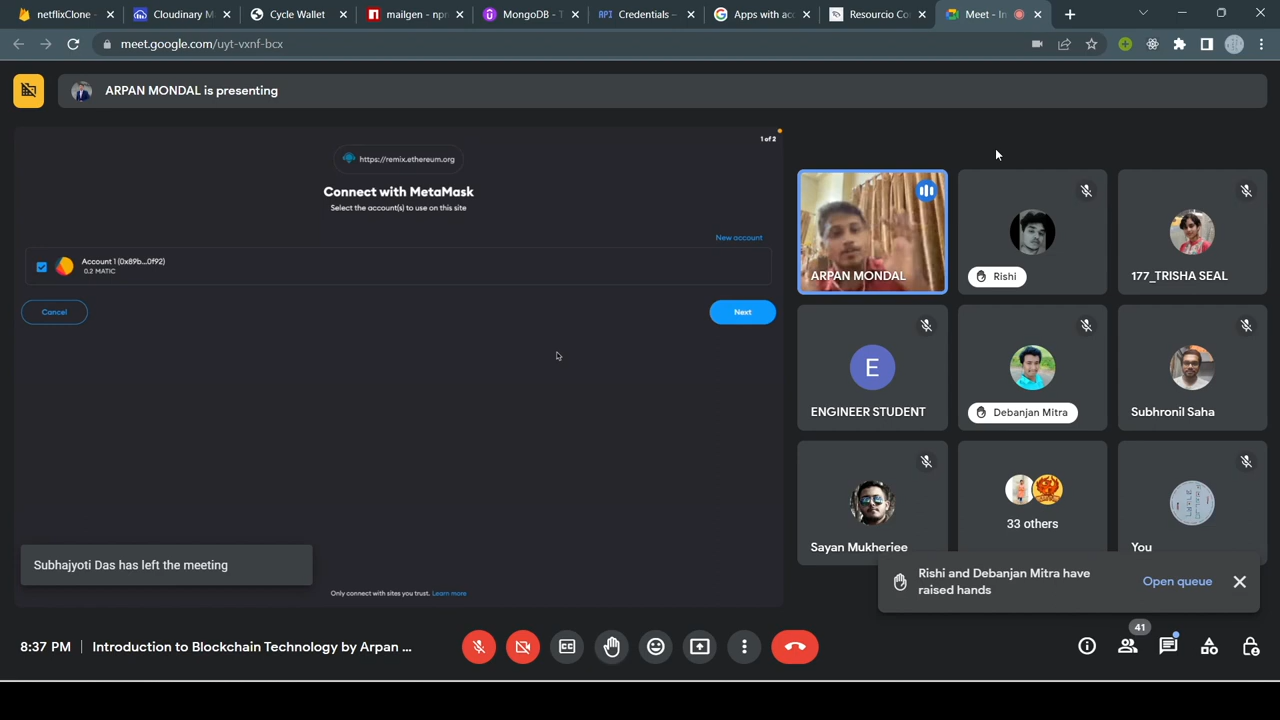 netflixClone -
Cloudinary M
Cycle Wallet
mailgen - npr
MongoDB - T
API
Credentials –
Apps with acc
Resourcio Co
Meet - In
meet.google.com/uyt-vxnf-bcx
ARPAN MONDAL is presenting
1 of 2
https://remix.ethereum.org
Connect with MetaMask
Select the account(s) to use on this site
New account
Account 1 (0x89b...0f92)
0.2 MATIC
Cancel
Next
Only connect with sites you trust. Learn more
ARPAN MONDAL
Rishi
177_TRISHA SEAL
E
ENGINEER STUDENT
Debanjan Mitra
Subhronil Saha
Sayan Mukherjee
33 others
You
Subhajyoti Das has left the meeting
Rishi and Debanjan Mitra have
raised hands
Open queue
8:37 PM | Introduction to Blockchain Technology by Arpan ...
41